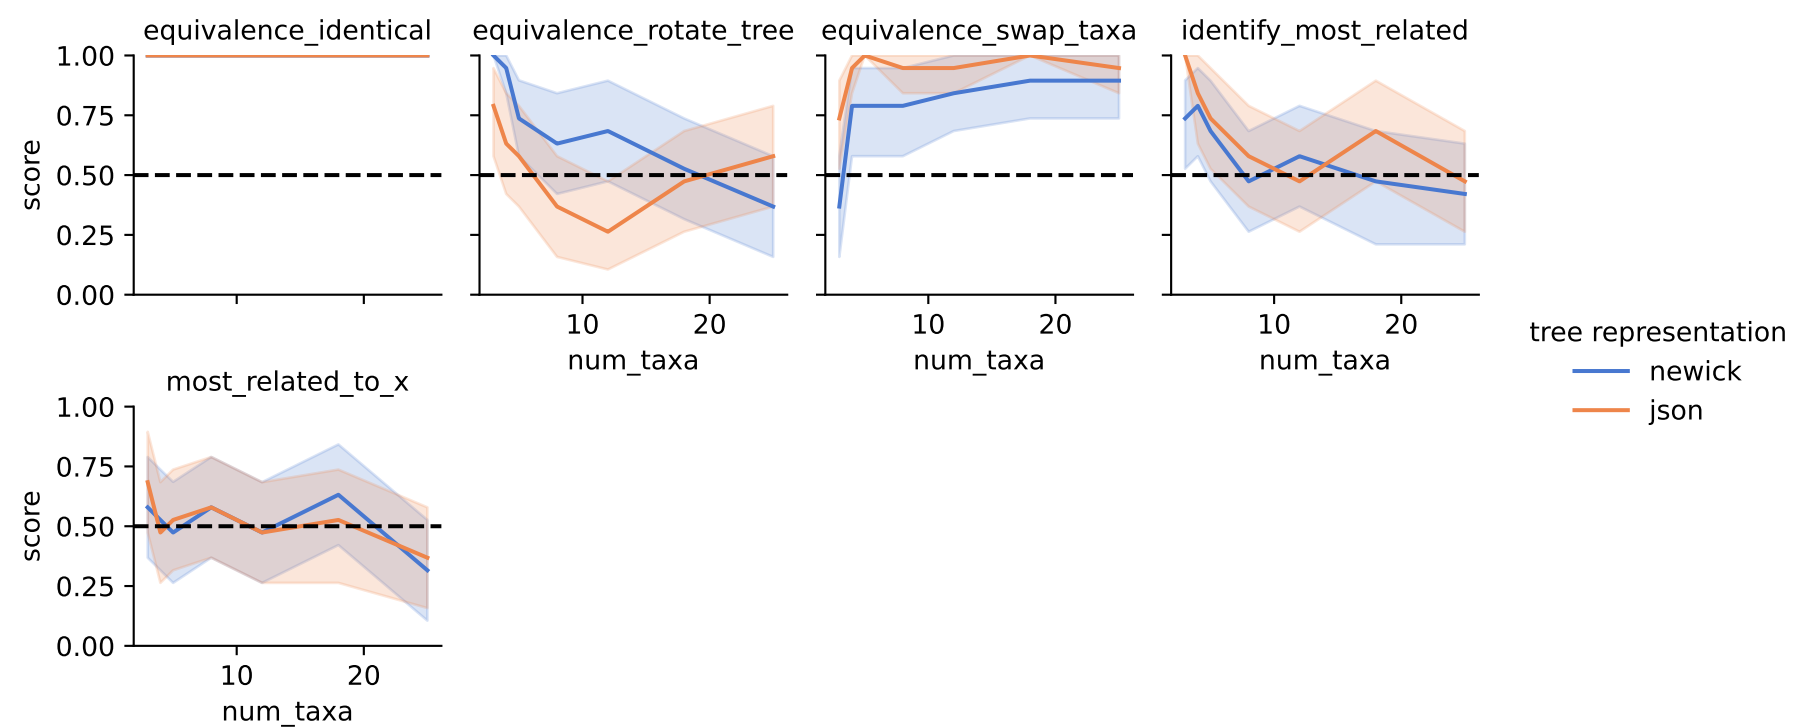 equivalence_identical
equivalence_rotate_tree
equivalence_swap_taxa
identify_most_related
1.00
0.75
0.50
0.25
0.00
score
10
20
num_taxa
10
20
num_taxa
10
20
num_taxa
most_related_to_x
1.00
0.75
0.50
0.25
0.00
score
10
20
num_taxa
tree representation
newick
json